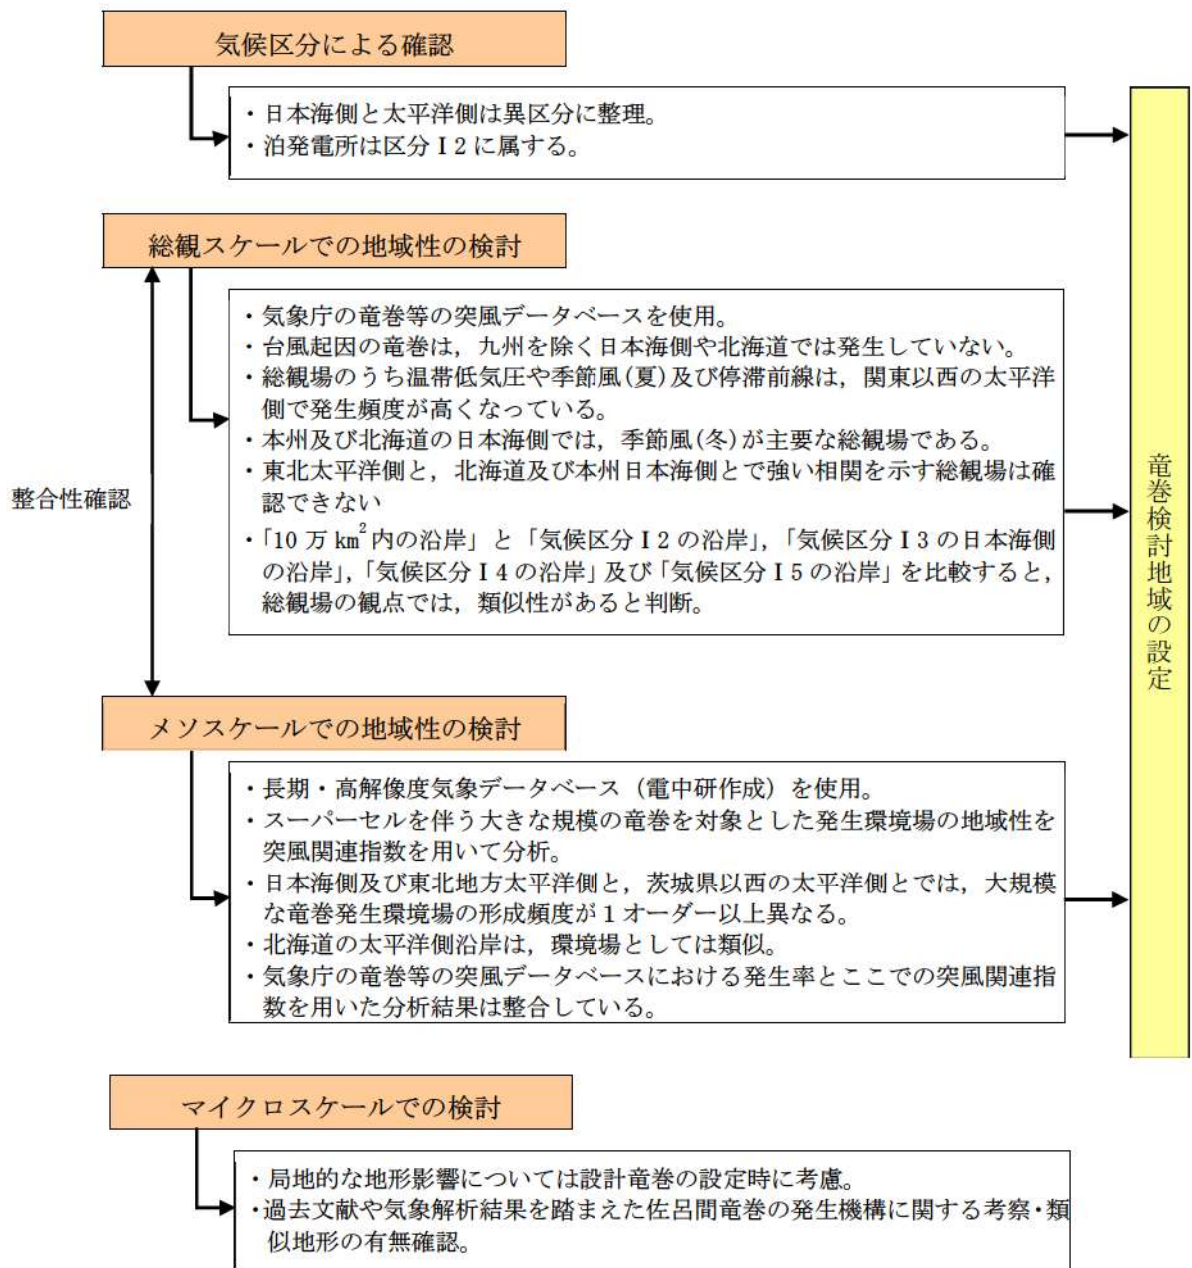 気候区分による確認
・日本海側と太平洋側は異区分に整理。
・泊発電所は区分Ⅰ2に属する。
総観スケールでの地域性の検討
・気象庁の竜巻等の突風データベースを使用。
・台風起因の竜巻は，九州を除く日本海側や北海道では発生していない。
・総観場のうち温帯低気圧や季節風(夏)及び停滞前線は，関東以西の太平洋
側で発生頻度が高くなっている。
・本州及び北海道の日本海側では，季節風(冬)が主要な総観場である。
・東北太平洋側と，北海道及び本州日本海側とで強い相関を示す総観場は確
認できない
・「10万km²内の沿岸」と「気候区分Ⅰ2の沿岸」，「気候区分Ⅰ3の日本海側
の沿岸」，「気候区分Ⅰ4の沿岸」及び「気候区分Ⅰ5の沿岸」を比較すると，
総観場の観点では，類似性があると判断。
整合性確認
メソスケールでの地域性の検討
・長期・高解像度気象データベース（電中研作成）を使用。
・スーパーセルを伴う大きな規模の竜巻を対象とした発生環境場の地域性を
突風関連指数を用いて分析。
・日本海側及び東北地方太平洋側と，茨城県以西の太平洋側とでは，大規模
な竜巻発生環境場の形成頻度が1オーダー以上異なる。
・北海道の太平洋側沿岸は，環境場としては類似。
・気象庁の竜巻等の突風データベースにおける発生率とここでの突風関連指
数を用いた分析結果は整合している。
竜巻検討地域の設定
マイクロスケールでの検討
・局地的な地形影響については設計竜巻の設定時に考慮。
・過去文献や気象解析結果を踏まえた佐呂間竜巻の発生機構に関する考察・類
似地形の有無確認。